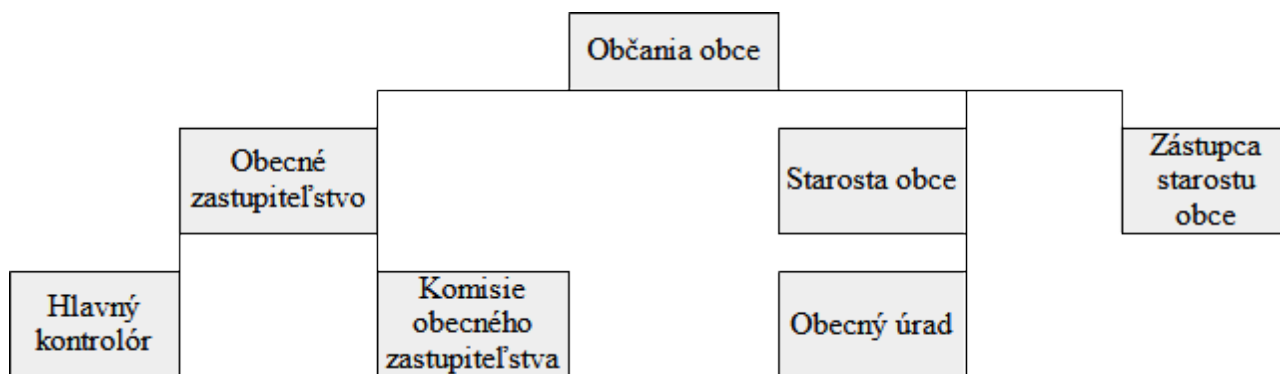 Občania obce
Obecné
zastupiteľstvo
Starosta obce
Zástupca
starostu
obce
Hlavný
kontrolór
Komisie
obecného
zastupiteľstva
Obecný úrad